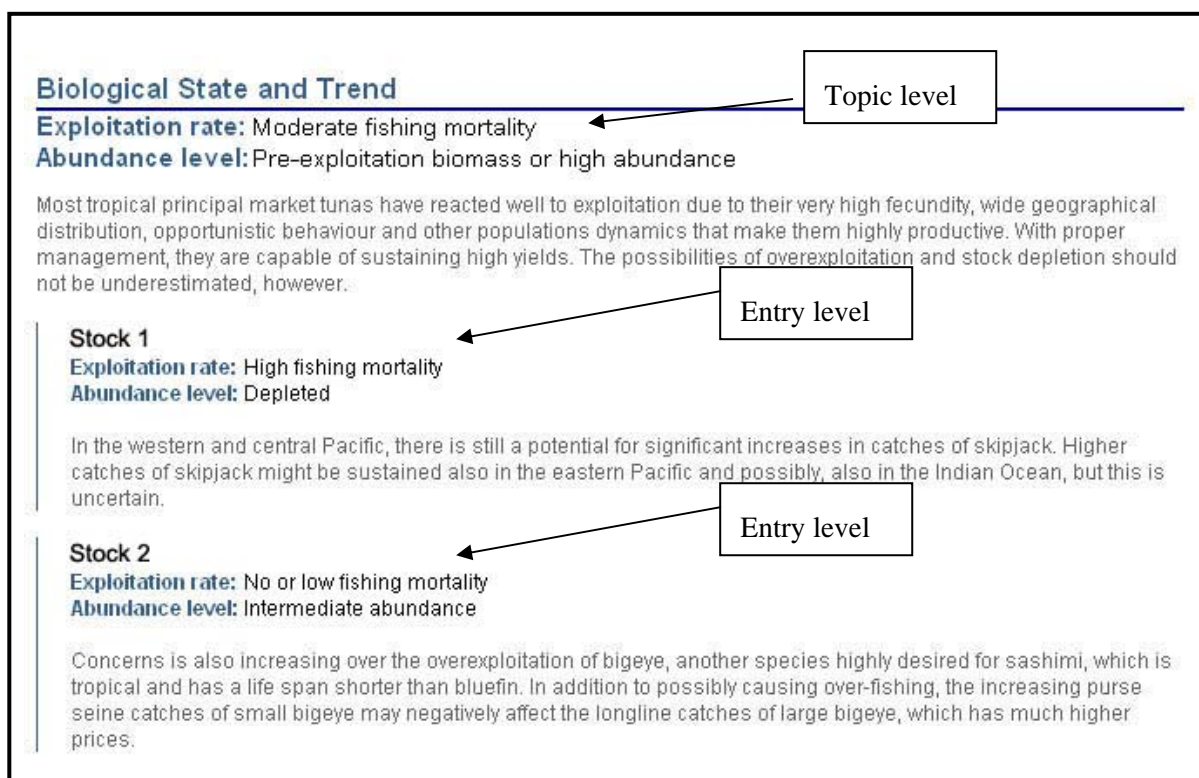 Biological State and Trend
Topic level
Exploitation rate: Moderate fishing mortality
Abundance level: Pre-exploitation biomass or high abundance
Most tropical principal market tunas have reacted well to exploitation due to their very high fecundity, wide geographical
distribution, opportunistic behaviour and other populations dynamics that make them highly productive. With proper
management, they are capable of sustaining high yields. The possibilities of overexploitation and stock depletion should
not be underestimated, however.
Entry level
Stock 1
Exploitation rate: High fishing mortality
Abundance level: Depleted
In the western and central Pacific, there is still a potential for significant increases in catches of skipjack. Higher
catches of skipjack might be sustained also in the eastern Pacific and possibly, also in the Indian Ocean, but this is
uncertain.
Entry level
Stock 2
Exploitation rate: No or low fishing mortality
Abundance level: Intermediate abundance
Concerns is also increasing over the overexploitation of bigeye, another species highly desired for sashimi, which is
tropical and has a life span shorter than bluefin. In addition to possibly causing over-fishing, the increasing purse
seine catches of small bigeye may negatively affect the longline catches of large bigeye, which has much higher
prices.